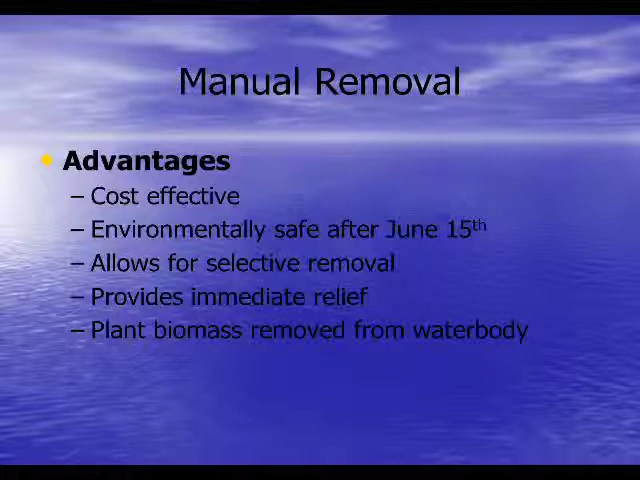 Manual Removal
• Advantages
– Cost effective
– Environmentally safe after June 15th
– Allows for selective removal
– Provides immediate relief
– Plant biomass removed from waterbody